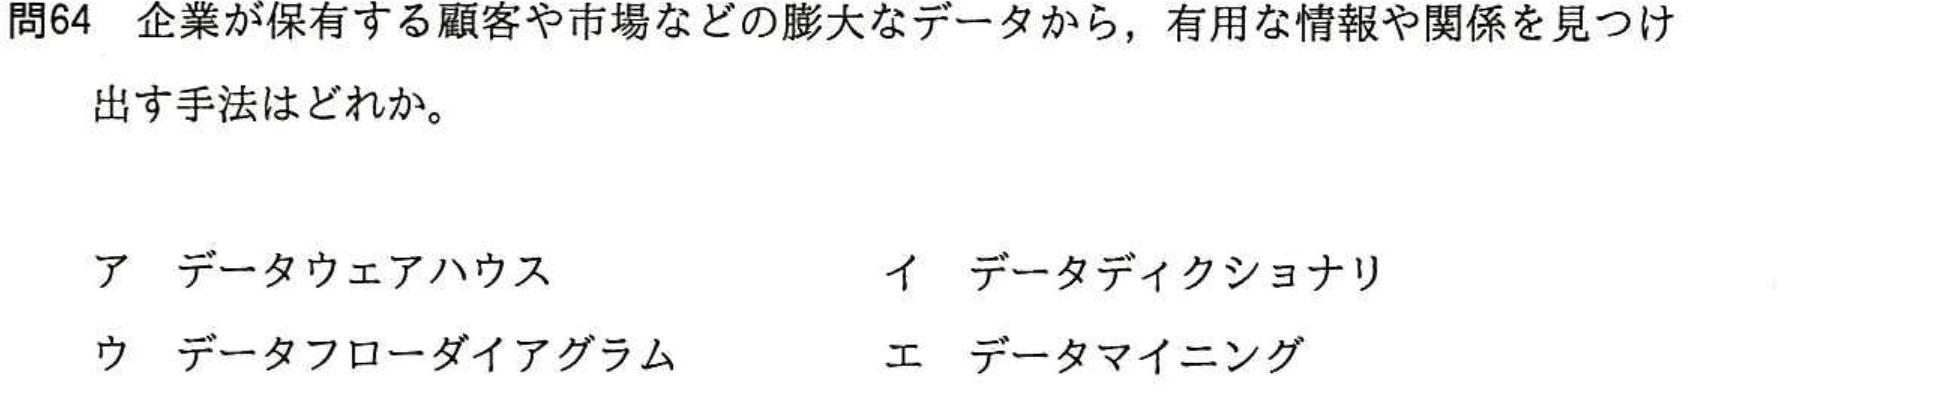 問64　企業が保有する顧客や市場などの膨大なデータから，有用な情報や関係を見つけ
出す手法はどれか。
ア　データウェアハウス　イ　データディクショナリ
ウ　データフローダイアグラム　エ　データマイニング